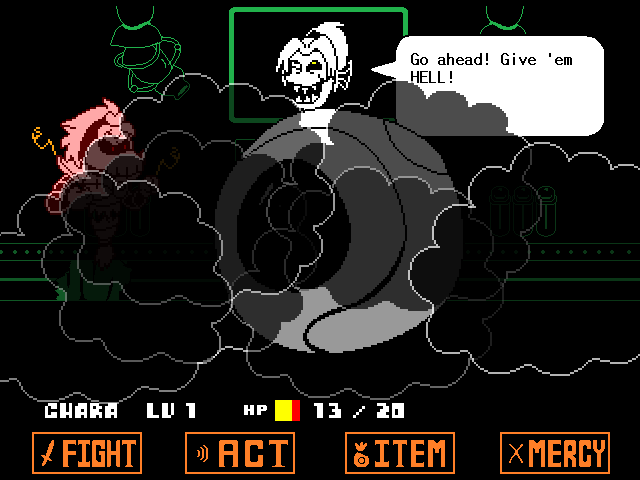 Go ahead! Give 'em
HELL!
CHARA LV 1 HP 13 / 20
FIGHT ACT ITEM MERCY